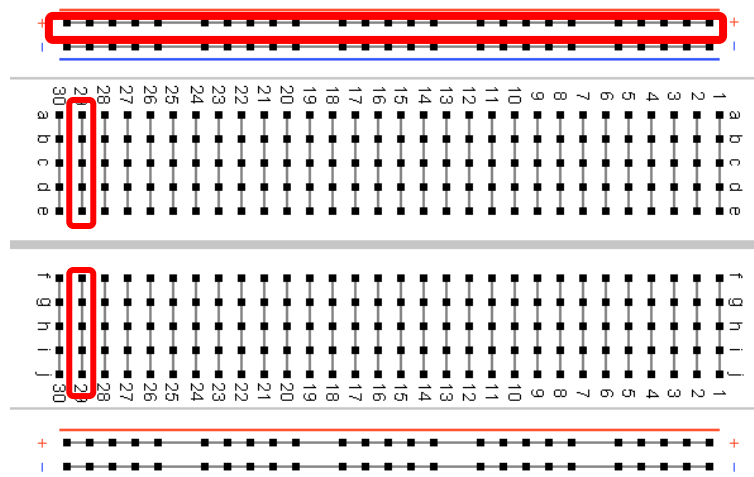 + +
− −
30 29 28 27 26 25 24 23 22 21 20 19 18 17 16 15 14 13 12 11 10 9 8 7 6 5 4 3 2 1
a a
b b
c c
d d
e e
f f
g g
h h
i i
j j
30 29 28 27 26 25 24 23 22 21 20 19 18 17 16 15 14 13 12 11 10 9 8 7 6 5 4 3 2 1
+ +
− −